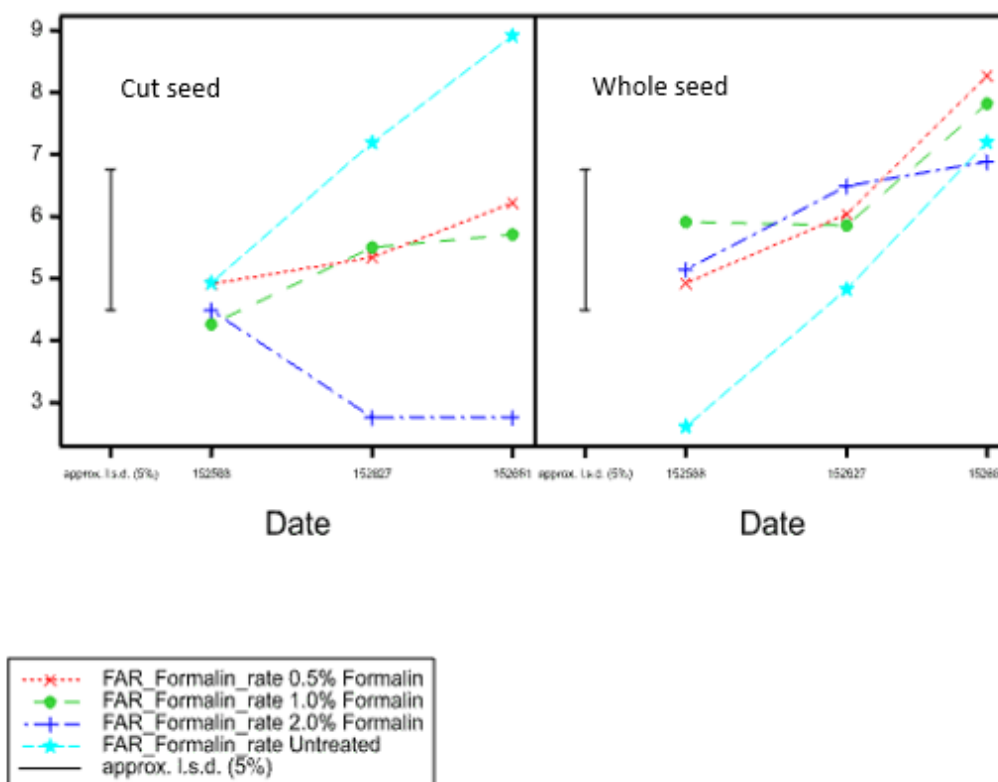 9
8
7
6
5
4
3
Cut seed
Whole seed
approx. l.s.d. (5%) 152588 152627 approx. l.s.d. (5%) 152588 152627
Date Date
FAR_Formalin_rate 0.5% Formalin
FAR_Formalin_rate 1.0% Formalin
FAR_Formalin_rate 2.0% Formalin
FAR_Formalin_rate Untreated
approx. l.s.d. (5%)